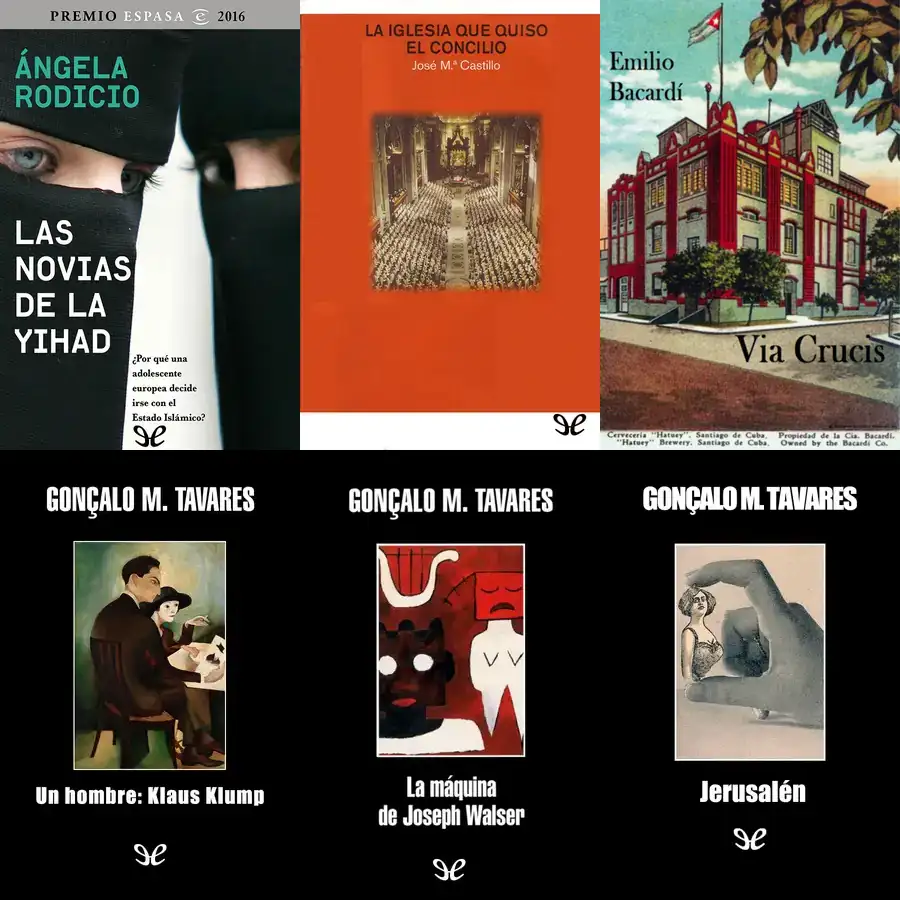 PREMIO ESPASA 2016
ÁNGELA
RODICIO
LAS
NOVIAS
DE LA
YIHAD
¿Por qué una
adolescente
europea decide
irse con el
Estado Islámico?
LA IGLESIA QUE QUISO
EL CONCILIO
José M.ª Castillo
Emilio
Bacardí
Via Crucis
Cervecería "Hatuey", Santiago de Cuba. Propiedad de la Cia. Bacardi.
"Hatuey" Brewery, Santiago de Cuba. Owned by the Bacardi Co.
GONÇALO M. TAVARES
Un hombre: Klaus Klump
GONÇALO M. TAVARES
La máquina
de Joseph Walser
GONÇALO M. TAVARES
Jerusalén